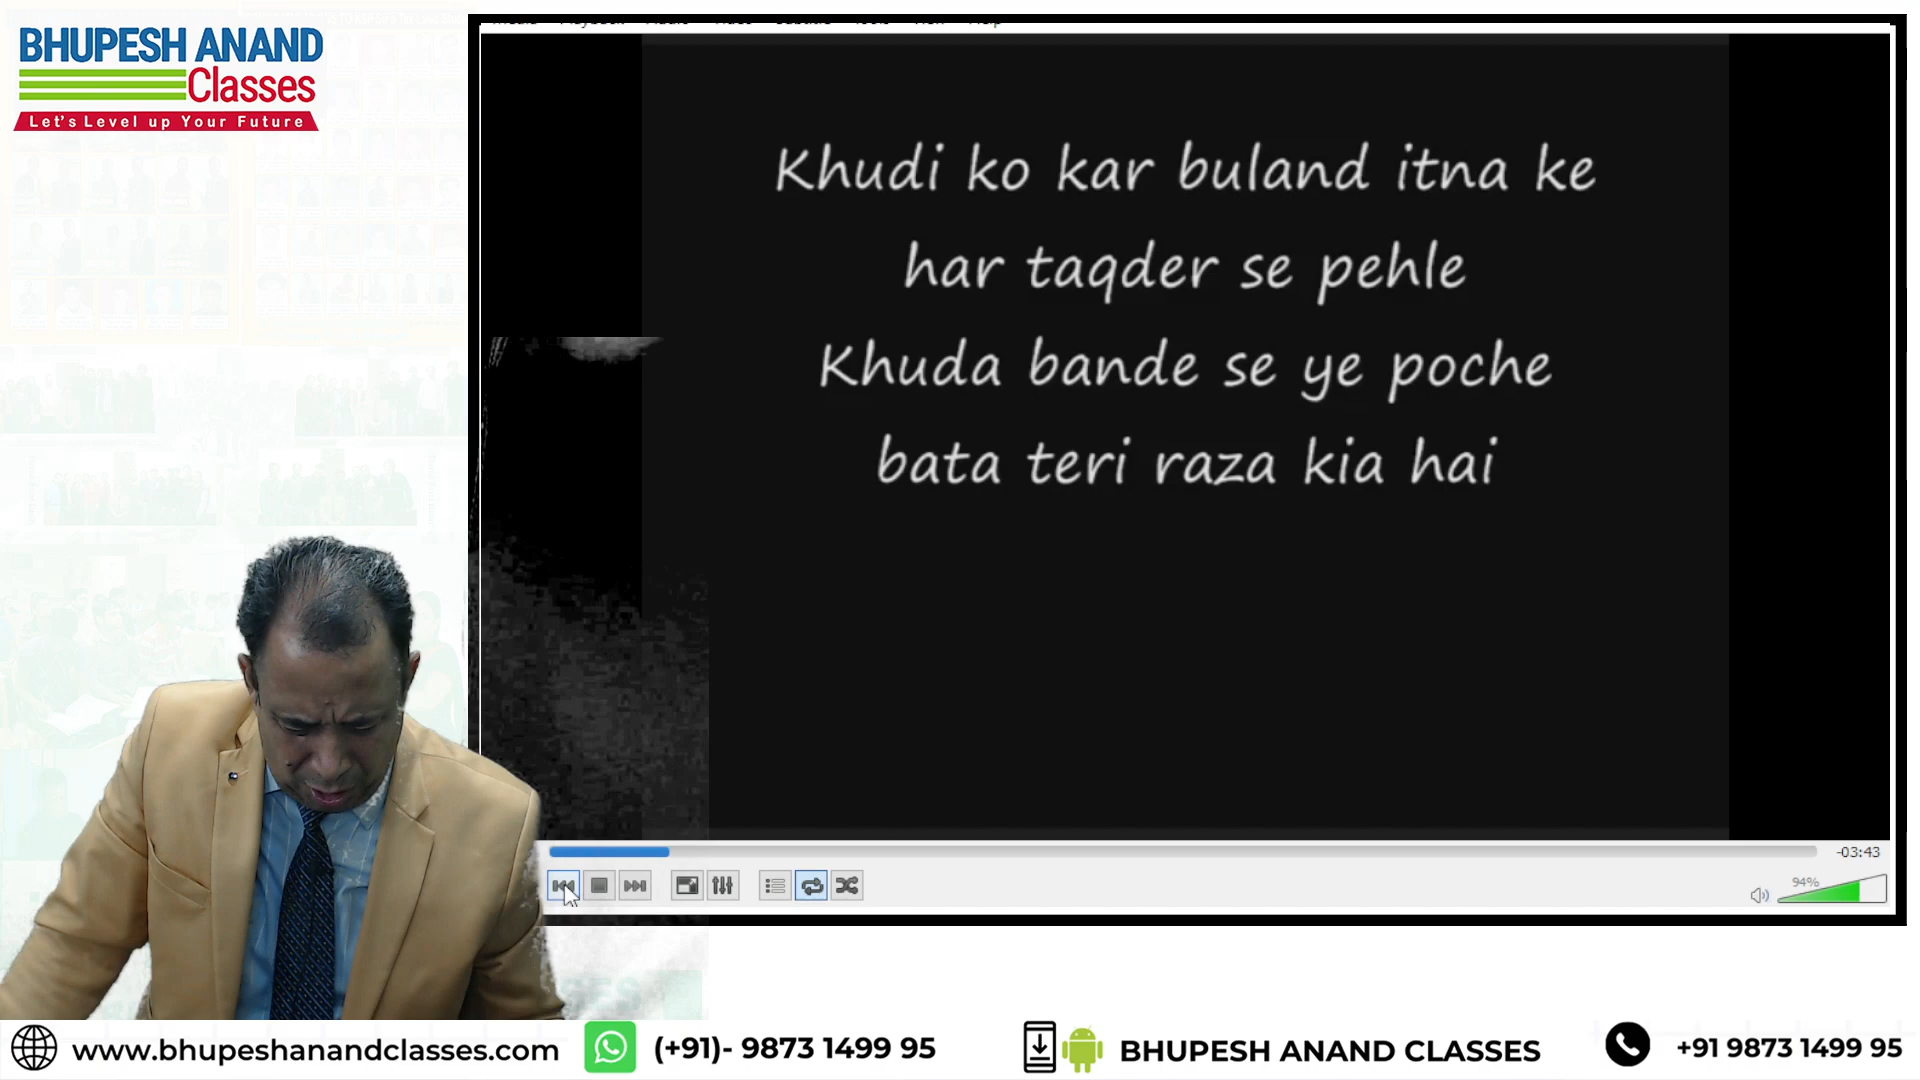 BHUPESH ANAND
Classes
Let's Level up Your Future
Khudi ko kar buland itna ke
har taqder se pehle
Khuda bande se ye poche
bata teri raza kia hai
-03:43
94%
www.bhupeshanandclasses.com
(+91)- 9873 1499 95
BHUPESH ANAND CLASSES
+91 9873 1499 95